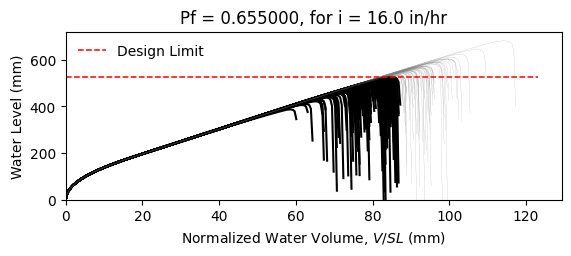 Pf = 0.655000, for i = 16.0 in/hr
Water Level (mm)
600
400
200
0
Design Limit
0 20 40 60 80 100 120
Normalized Water Volume, V/SL (mm)